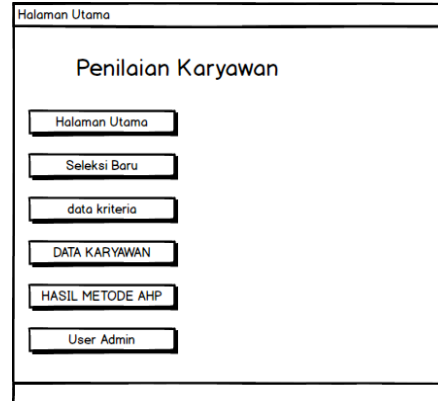 Halaman Utama
Penilaian Karyawan
Halaman Utama
Seleksi Baru
data kriteria
DATA KARYAWAN
HASIL METODE AHP
User Admin